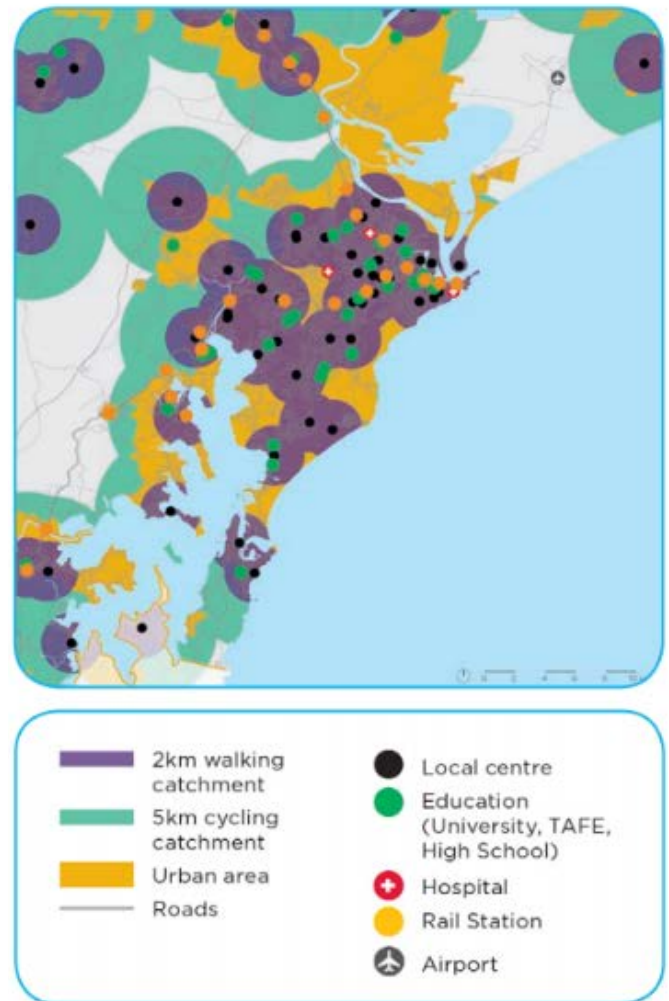 2km walking
catchment
5km cycling
catchment
Urban area
Roads
Local centre
Education
(University, TAFE,
High School)
Hospital
Rail Station
Airport